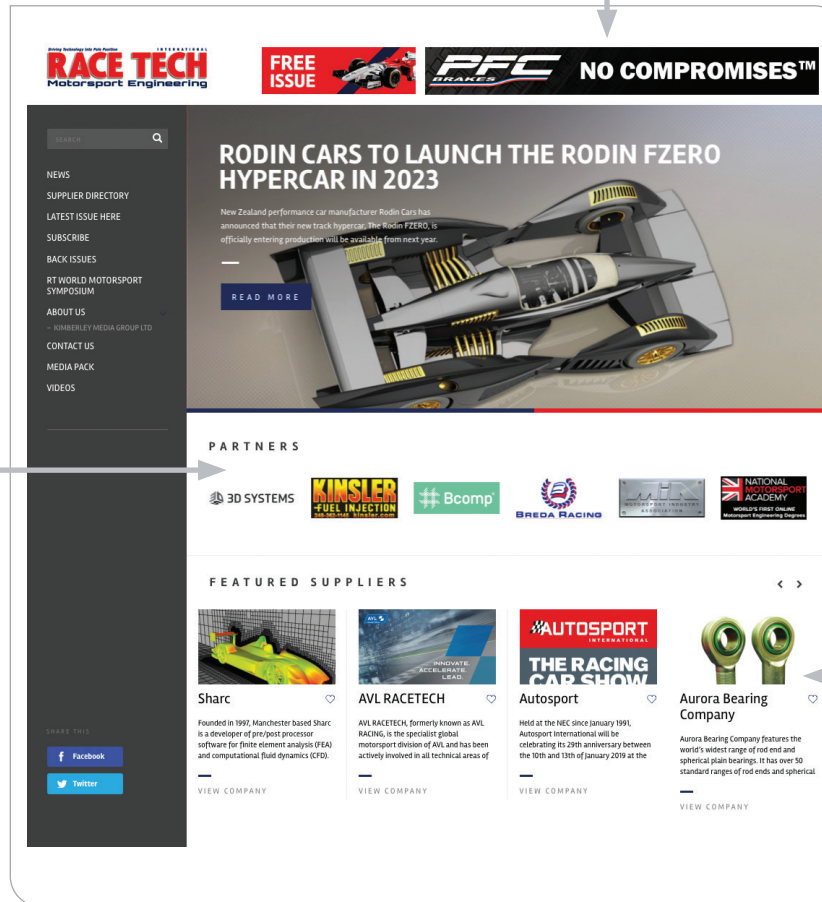 Driving Technology Into Pole Position
INTERNATIONAL
RACE TECH
Motorsport Engineering
FREE
ISSUE
PFC
BRAKES
NO COMPROMISES™
SEARCH
NEWS
SUPPLIER DIRECTORY
LATEST ISSUE HERE
SUBSCRIBE
BACK ISSUES
RT WORLD MOTORSPORT
SYMPOSIUM
ABOUT US
– KIMBERLEY MEDIA GROUP LTD
CONTACT US
MEDIA PACK
VIDEOS
RODIN CARS TO LAUNCH THE RODIN FZERO
HYPERCAR IN 2023
New Zealand performance car manufacturer Rodin Cars has
announced that their new track hypercar, The Rodin FZERO, is
officially entering production will be available from next year.
READ MORE
PARTNERS
3D SYSTEMS
KINSLER
-FUEL INJECTION
248-362-1145 kinsler.com
Bcomp
BREDA RACING
MIA
MOTORSPORT INDUSTRY
ASSOCIATION
NATIONAL
MOTORSPORT
ACADEMY
WORLD'S FIRST ONLINE
Motorsport Engineering Degrees
FEATURED SUPPLIERS
Sharc
Founded in 1997, Manchester based Sharc
is a developer of pre/post processor
software for finite element analysis (FEA)
and computational fluid dynamics (CFD).
VIEW COMPANY
AVL
INNOVATE.
ACCELERATE.
LEAD.
AVL RACETECH
AVL RACETECH, formerly known as AVL
RACING, is the specialist global
motorsport division of AVL and has been
actively involved in all technical areas of
VIEW COMPANY
AUTOSPORT
INTERNATIONAL
THE RACING
CAR SHOW
Autosport
Held at the NEC since January 1991,
Autosport International will be
celebrating its 29th anniversary between
the 10th and 13th of January 2019 at the
VIEW COMPANY
Aurora Bearing
Company
Aurora Bearing Company features the
world's widest range of rod end and
spherical plain bearings. It has over 50
standard ranges of rod ends and spherical
VIEW COMPANY
SHARE THIS
Facebook
Twitter